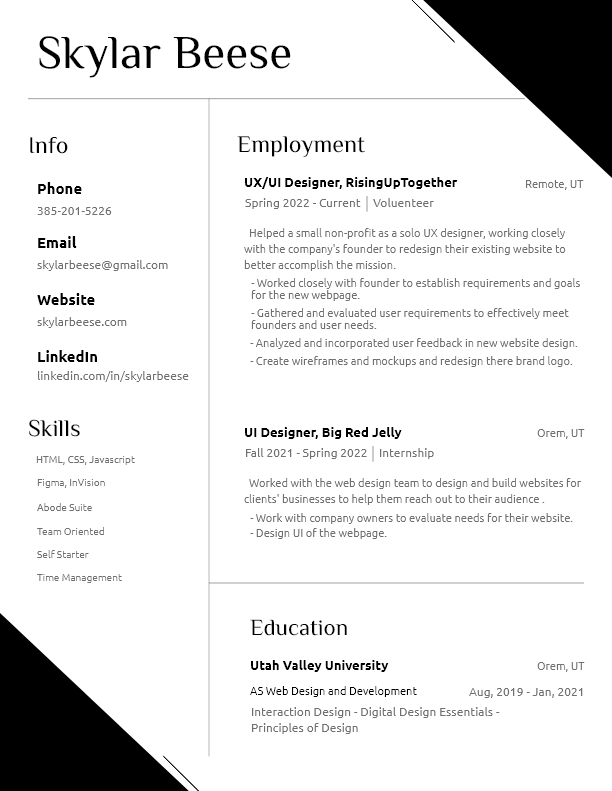 Skylar Beese
Info
Phone
385-201-5226
Email
skylarbeese@gmail.com
Website
skylarbeese.com
LinkedIn
linkedin.com/in/skylarbeese
Skills
HTML, CSS, Javascript
Figma, InVision
Abode Suite
Team Oriented
Self Starter
Time Management
Employment
UX/UI Designer, RisingUpTogether
Remote, UT
Spring 2022 - Current | Voluenteer
Helped a small non-profit as a solo UX designer, working closely
with the company's founder to redesign their existing website to
better accomplish the mission.
- Worked closely with founder to establish requirements and goals
for the new webpage.
- Gathered and evaluated user requirements to effectively meet
founders and user needs.
- Analyzed and incorporated user feedback in new website design.
- Create wireframes and mockups and redesign there brand logo.
UI Designer, Big Red Jelly
Orem, UT
Fall 2021 - Spring 2022 | Internship
Worked with the web design team to design and build websites for
clients' businesses to help them reach out to their audience .
- Work with company owners to evaluate needs for their website.
- Design UI of the webpage.
Education
Utah Valley University
Orem, UT
AS Web Design and Development
Aug, 2019 - Jan, 2021
Interaction Design - Digital Design Essentials -
Principles of Design